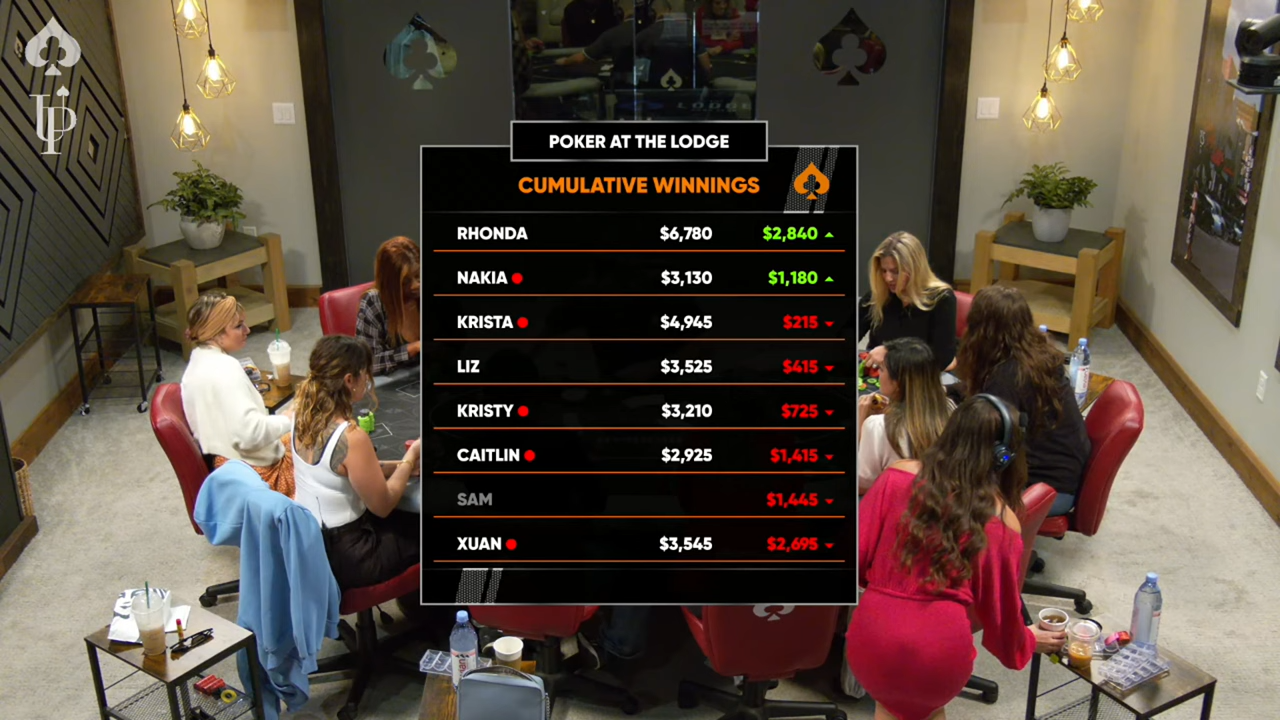 UP
LODGE
POKER AT THE LODGE
CUMULATIVE WINNINGS
RHONDA $6,780 $2,840
NAKIA $3,130 $1,180
KRISTA $4,945 $215
LIZ $3,525 $415
KRISTY $3,210 $725
CAITLIN $2,925 $1,415
SAM $1,445
XUAN $3,545 $2,695